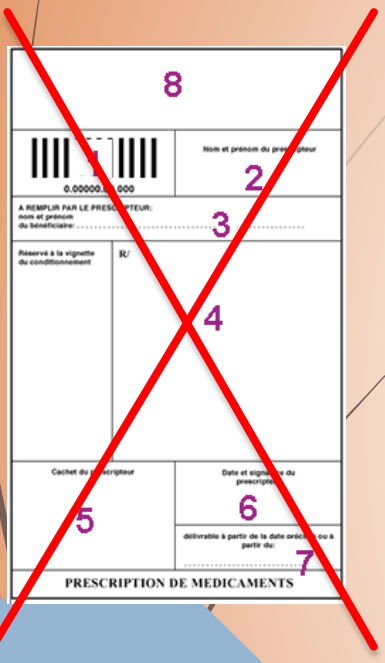 8
1
Nom et prénom du prescripteur
2
0.00000.00.000
A REMPLIR PAR LE PRESCRIPTEUR:
nom et prénom
du bénéficiaire:
3
Réservé à la vignette
du conditionnement
R/
4
Cachet du prescripteur
Date et signature du
prescripteur
5
6
délivrable à partir de la date précitée ou à
partir du:
7
PRESCRIPTION DE MEDICAMENTS